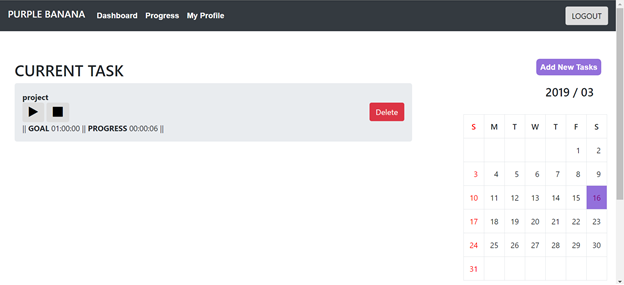 PURPLE BANANA Dashboard Progress My Profile LOGOUT
Add New Tasks
CURRENT TASK
2019 / 03
project
Delete
|| GOAL 01:00:00 || PROGRESS 00:00:06 ||
S M T W T F S
1 2
3 4 5 6 7 8 9
10 11 12 13 14 15 16
17 18 19 20 21 22 23
24 25 26 27 28 29 30
31